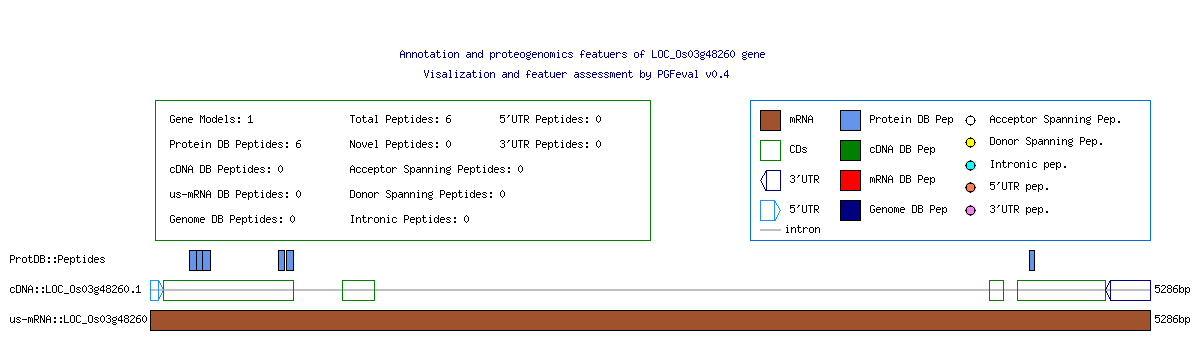 Annotation and proteogenomics featuers of LOC_Os03g48260 gene
Visalization and featuer assessment by PGFeval v0.4
Gene Models: 1 Total Peptides: 6 5'UTR Peptides: 0
Protein DB Peptides: 6 Novel Peptides: 0 3'UTR Peptides: 0
cDNA DB Peptides: 0 Acceptor Spanning Peptides: 0
us-mRNA DB Peptides: 0 Donor Spanning Peptides: 0
Genome DB Peptides: 0 Intronic Peptides: 0
mRNA Protein DB Pep Acceptor Spanning Pep.
CDs cDNA DB Pep Donor Spanning Pep.
3'UTR mRNA DB Pep Intronic pep.
5'UTR Genome DB Pep 5'UTR pep.
intron 3'UTR pep.
ProtDB::Peptides
cDNA::LOC_Os03g48260.1 5286bp
us-mRNA::LOC_Os03g48260 5286bp